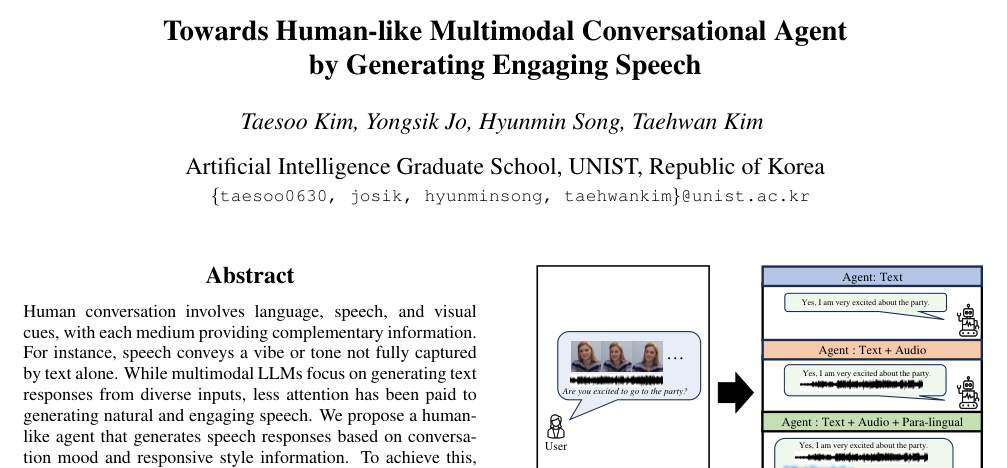 Towards Human-like Multimodal Conversational Agent
by Generating Engaging Speech
Taesoo Kim, Yongsik Jo, Hyunmin Song, Taehwan Kim
Artificial Intelligence Graduate School, UNIST, Republic of Korea
{taesoo0630, josik, hyunminsong, taehwankim}@unist.ac.kr
Abstract
Human conversation involves language, speech, and visual
cues, with each medium providing complementary information.
For instance, speech conveys a vibe or tone not fully captured
by text alone. While multimodal LLMs focus on generating text
responses from diverse inputs, less attention has been paid to
generating natural and engaging speech. We propose a human-
like agent that generates speech responses based on conversa-
tion mood and responsive style information. To achieve this,
...
Are you excited to go to the party?
User
Agent: Text
Yes, I am very excited about the party.
Agent : Text + Audio
Yes, I am very excited about the party.
Agent : Text + Audio + Para-lingual
Yes, I am very excited about the party.